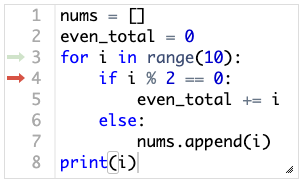 1 nums = []
2 even_total = 0
3 for i in range(10):
4     if i % 2 == 0:
5         even_total += i
6     else:
7         nums.append(i)
8 print(i)